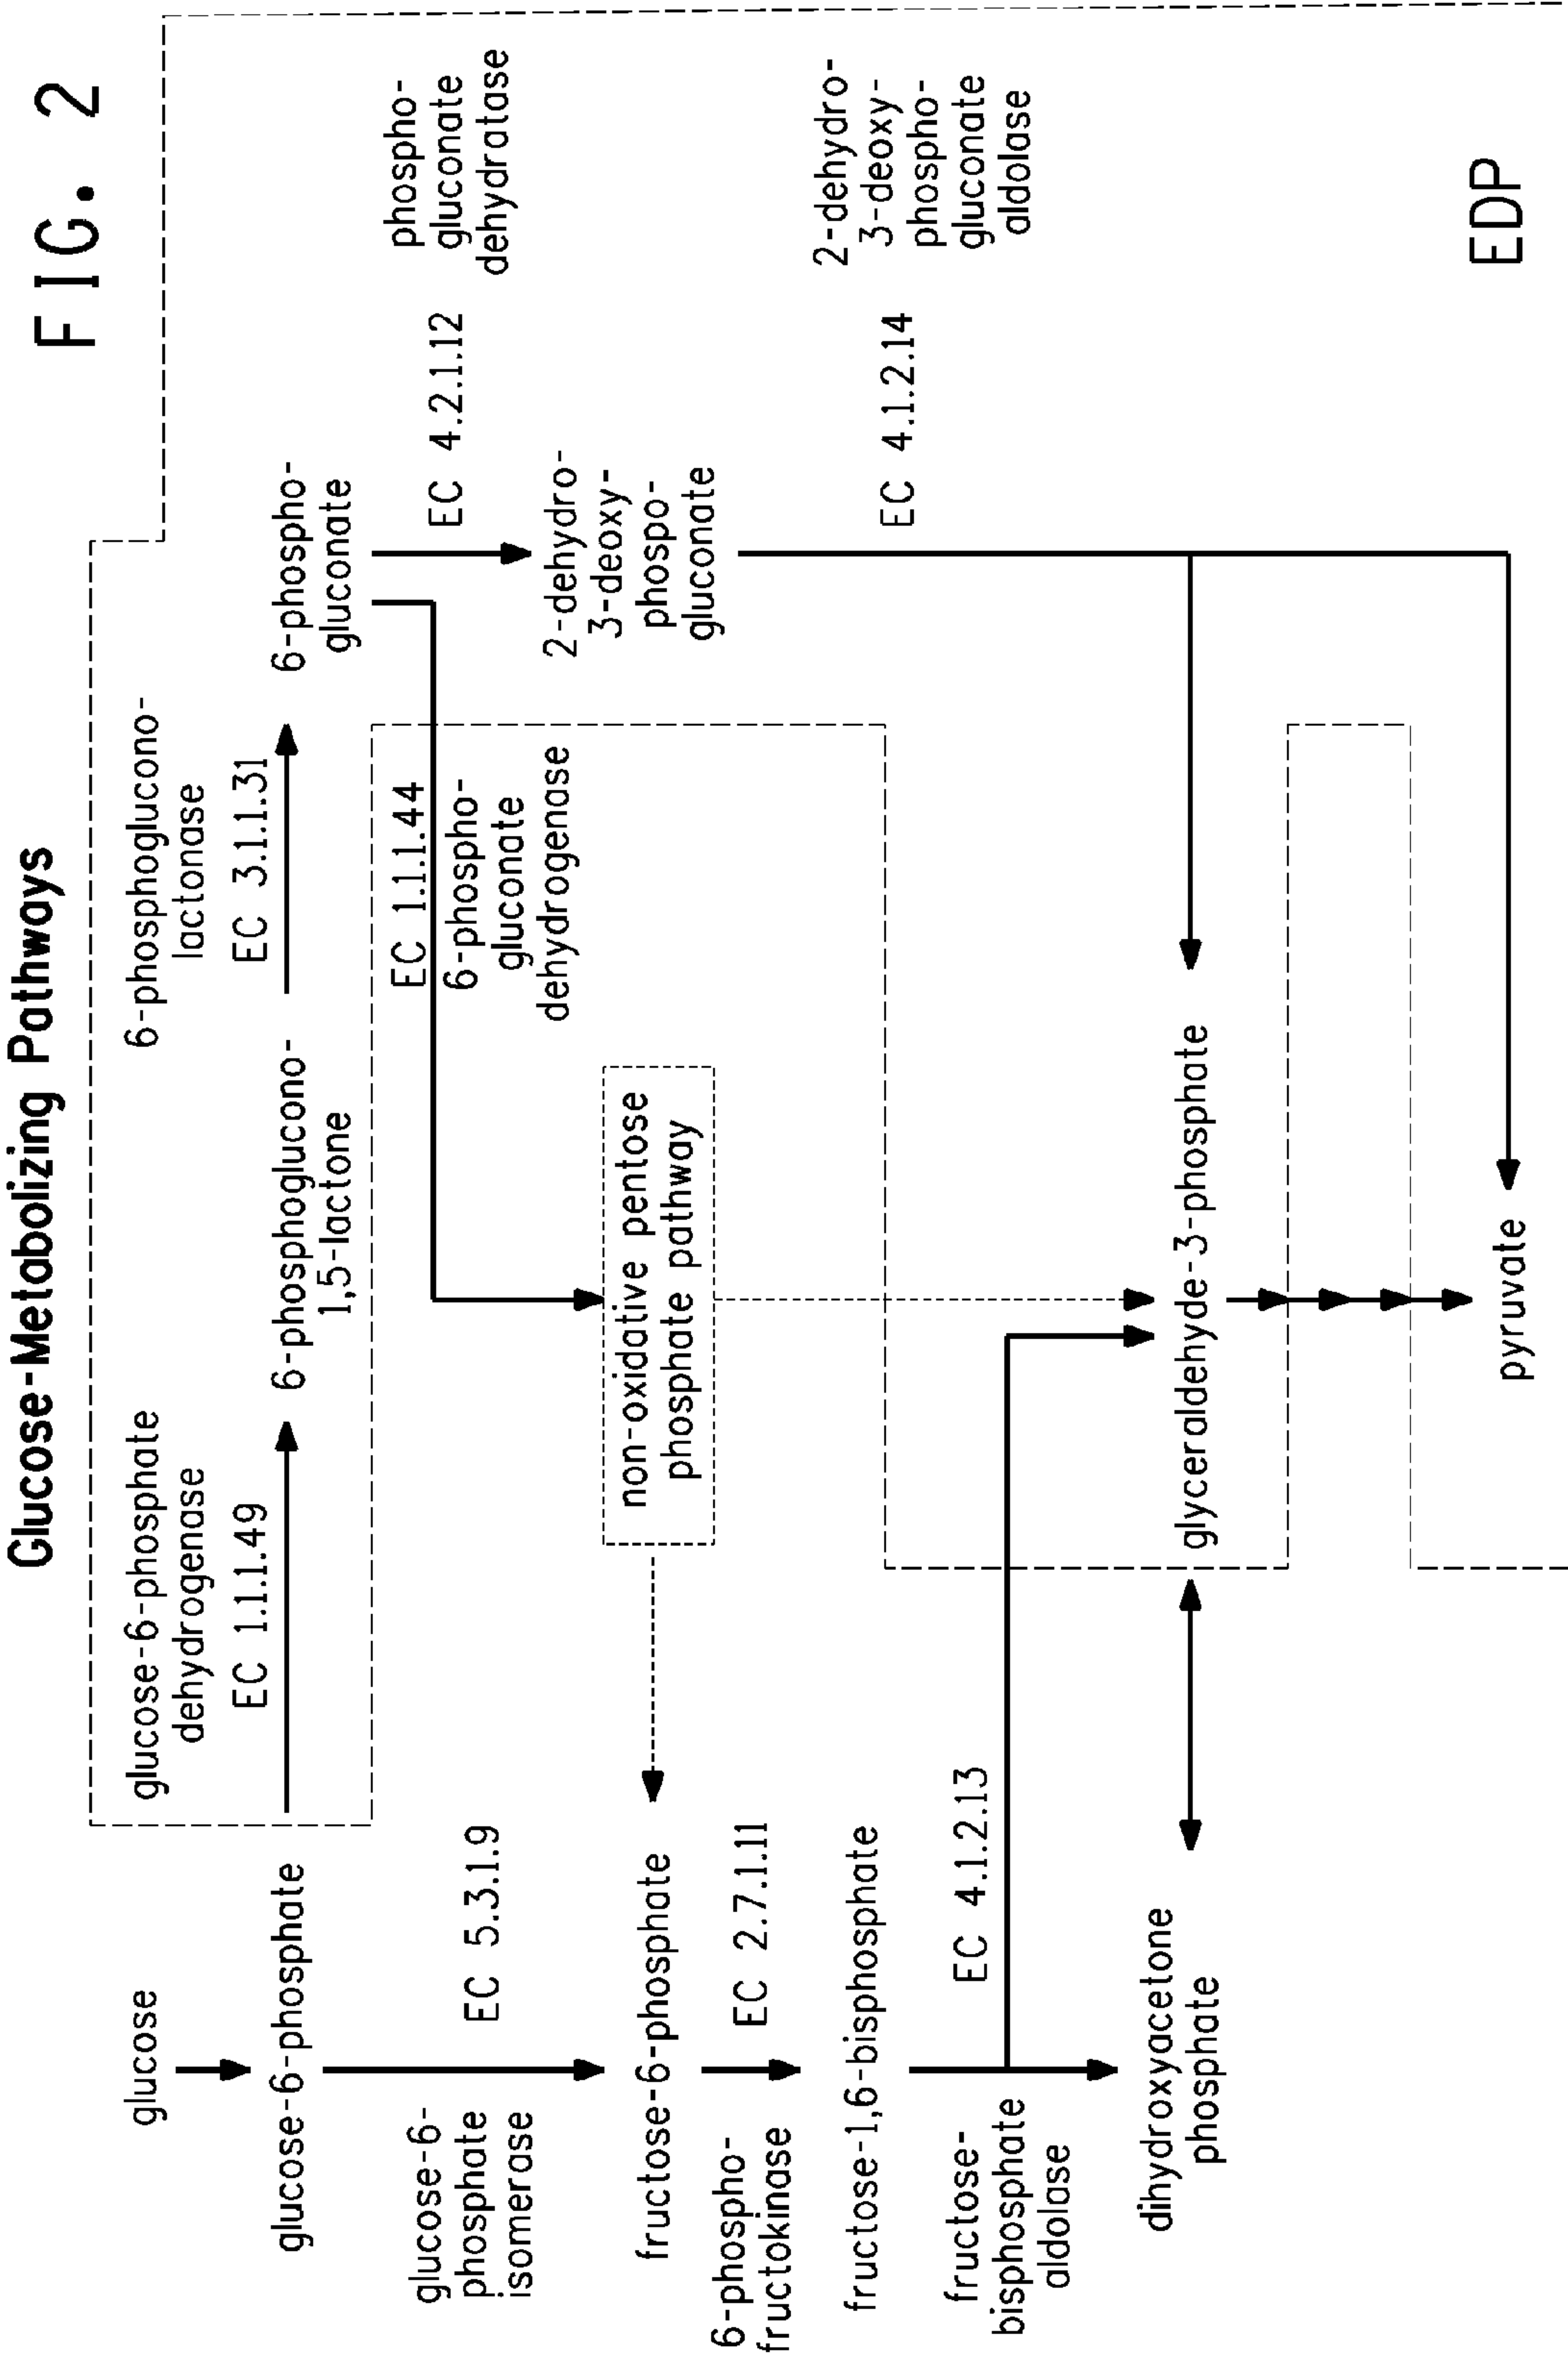 Glucose-Metabolizing Pathways
FIG. 2
glucose
glucose-6-phosphate
dehydrogenase
EC 1.1.1.49
6-phosphoglucono-
lactonase
EC 3.1.1.31
glucose-6-phosphate
6-phosphoglucono-
1,5-lactone
6-phospho-
gluconate
glucose-6-
phosphate
isomerase
EC 5.3.1.9
EC 1.1.1.44
6-phospho-
gluconate
dehydrogenase
EC 4.2.1.12
phospho-
gluconate
dehydratase
non-oxidative pentose
phosphate pathway
2-dehydro-
3-deoxy-
phospo-
gluconate
fructose-6-phosphate
6-phospho-
fructokinase
EC 2.7.1.11
fructose-1,6-bisphosphate
EC 4.1.2.14
2-dehydro-
3-deoxy-
phospho-
gluconate
aldolase
fructose-
bisphosphate
aldolase
EC 4.1.2.13
dihydroxyacetone
phosphate
glyceraldehyde-3-phosphate
pyruvate
EDP